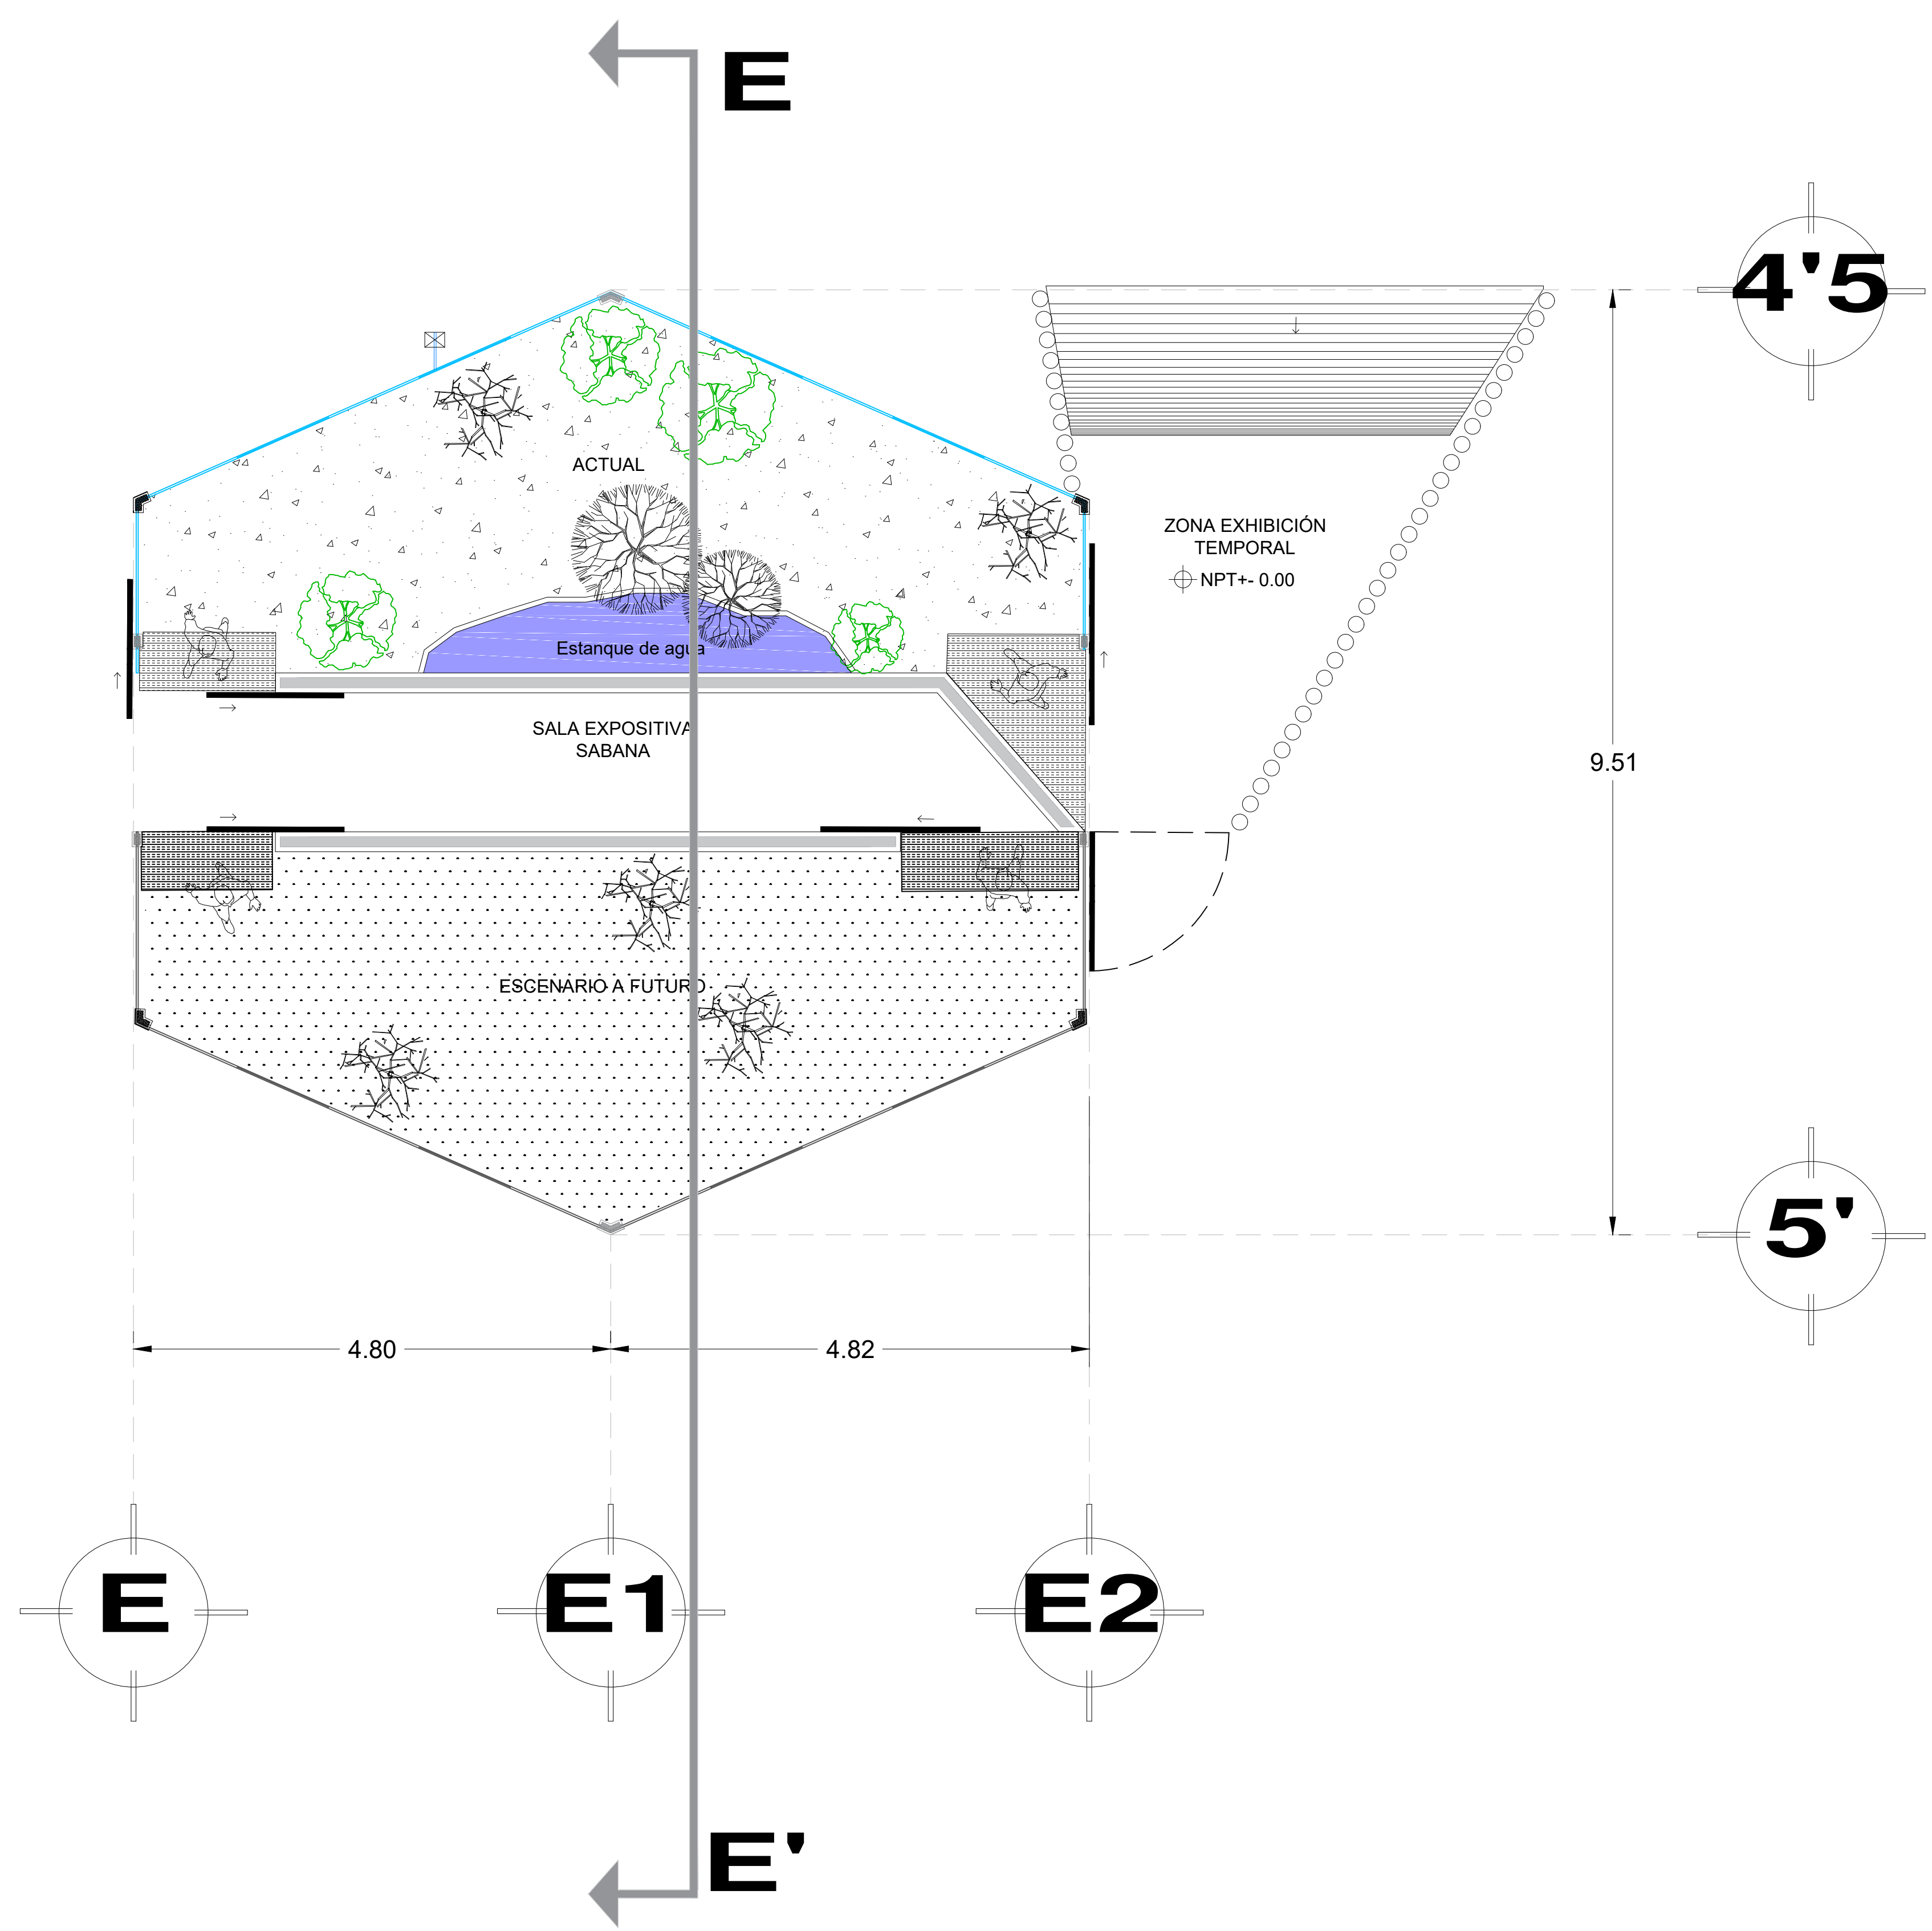 E
4'5
ACTUAL
ZONA EXHIBICIÓN
TEMPORAL
NPT+- 0.00
Estanque de agua
SALA EXPOSITIVA
SABANA
9.51
ESCENARIO A FUTURO
5'
4.80
4.82
E
E1
E2
E'